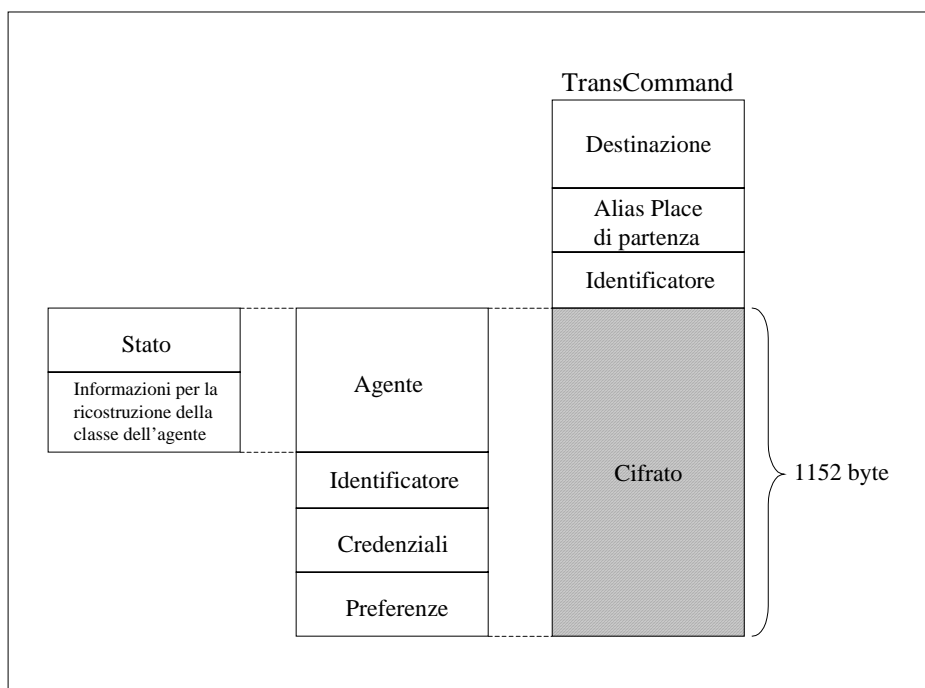 TransCommand
Destinazione
Alias Place
di partenza
Identificatore
Stato
Informazioni per la
ricostruzione della
classe dell'agente
Agente
Identificatore
Credenziali
Preferenze
Cifrato
1152 byte